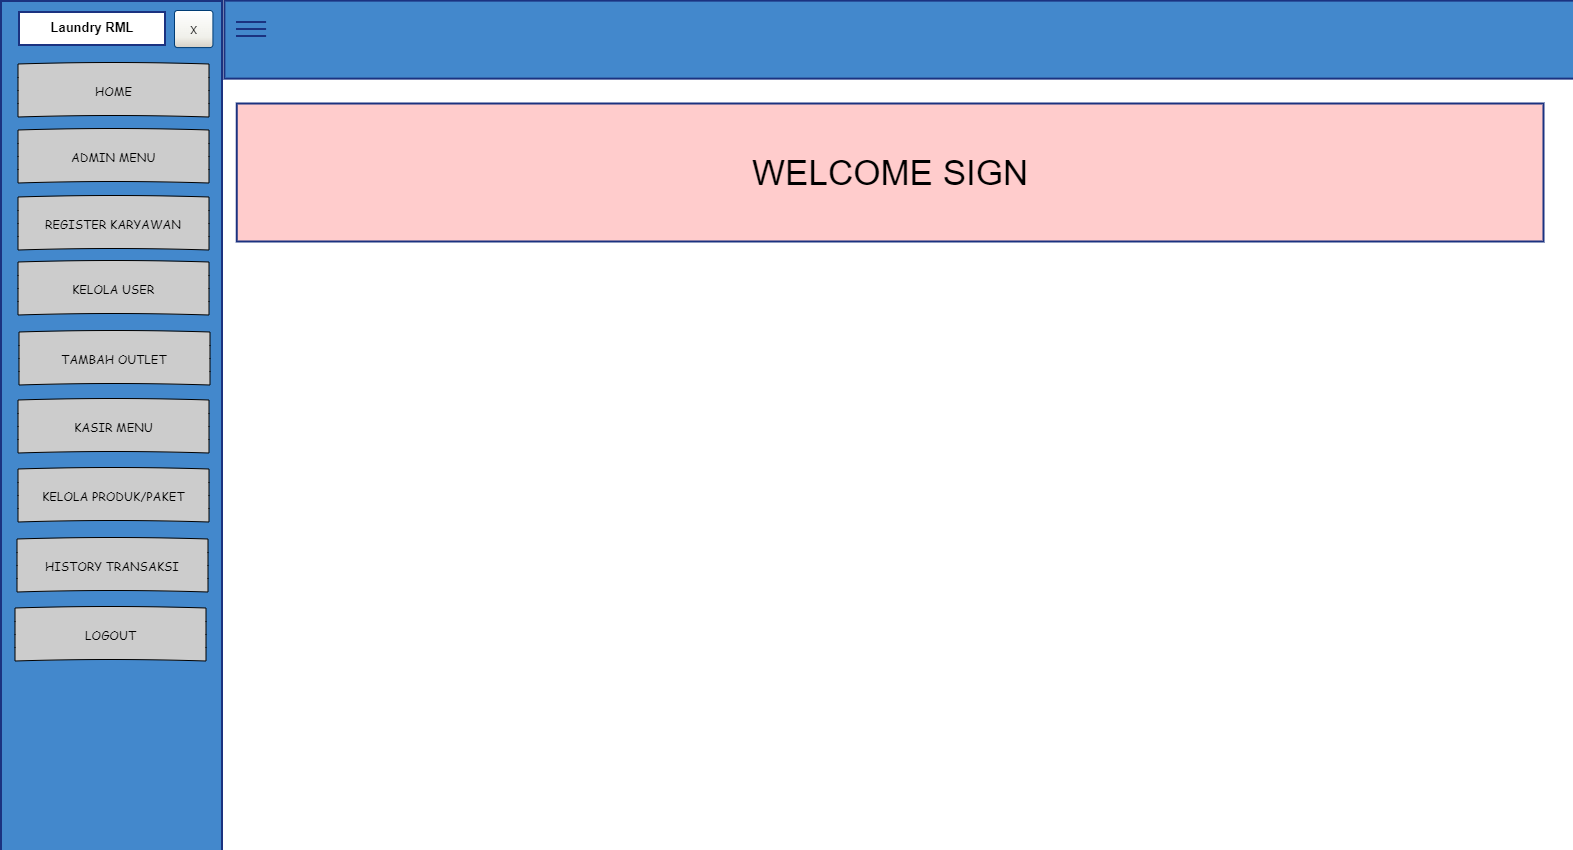 Laundry RML
X
HOME
ADMIN MENU
REGISTER KARYAWAN
KELOLA USER
TAMBAH OUTLET
KASIR MENU
KELOLA PRODUK/PAKET
HISTORY TRANSAKSI
LOGOUT
WELCOME SIGN